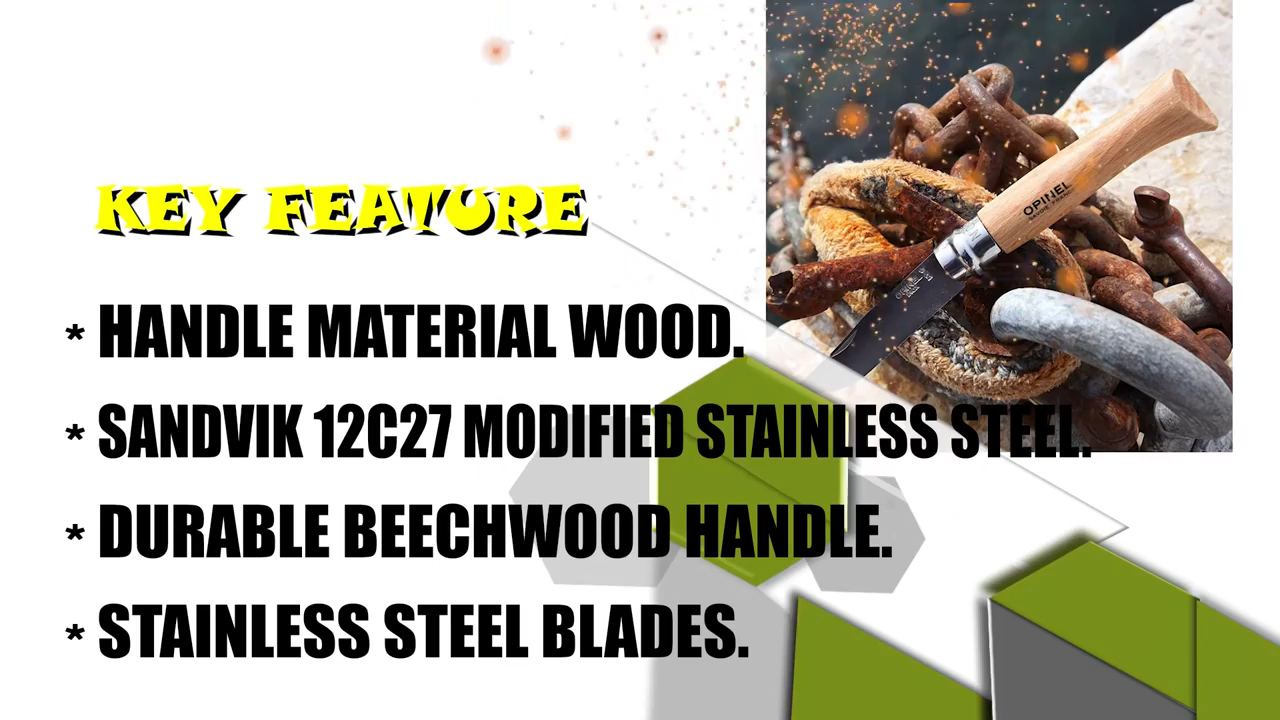 KEY FEATURE
* HANDLE MATERIAL WOOD.
* SANDVIK 12C27 MODIFIED STAINLESS STEEL.
* DURABLE BEECHWOOD HANDLE.
* STAINLESS STEEL BLADES.
OPINEL